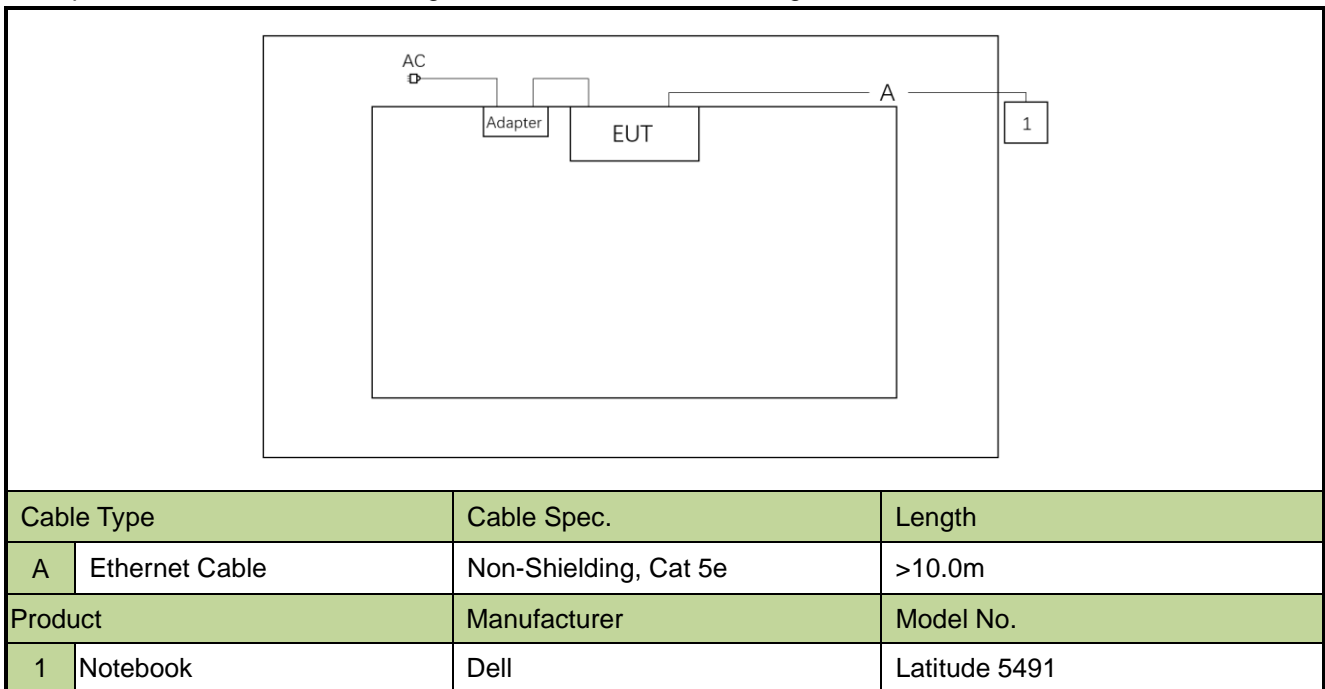 AC
A
Adapter
EUT
1
Cable Type Cable Spec. Length
A Ethernet Cable Non-Shielding, Cat 5e >10.0m
Product Manufacturer Model No.
1 Notebook Dell Latitude 5491